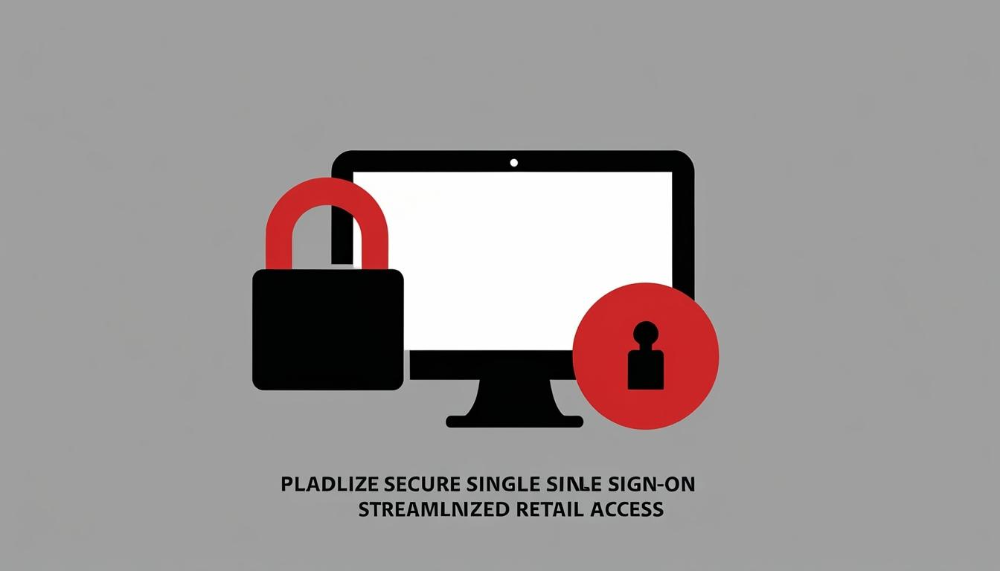 PLADLIZE SECURE SINGLE SINLE SIGN-ON
STREAMLNIZED RETAIL ACCESS